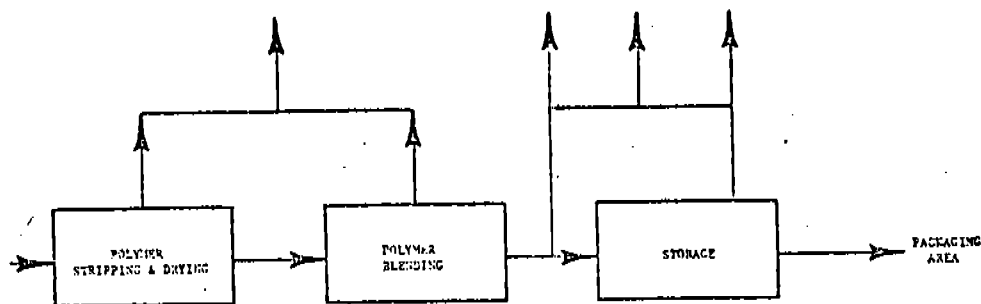 POLYMER
STRIPPING & DRYING
POLYMER
BLENDING
STORAGE
PACKAGING
AREA